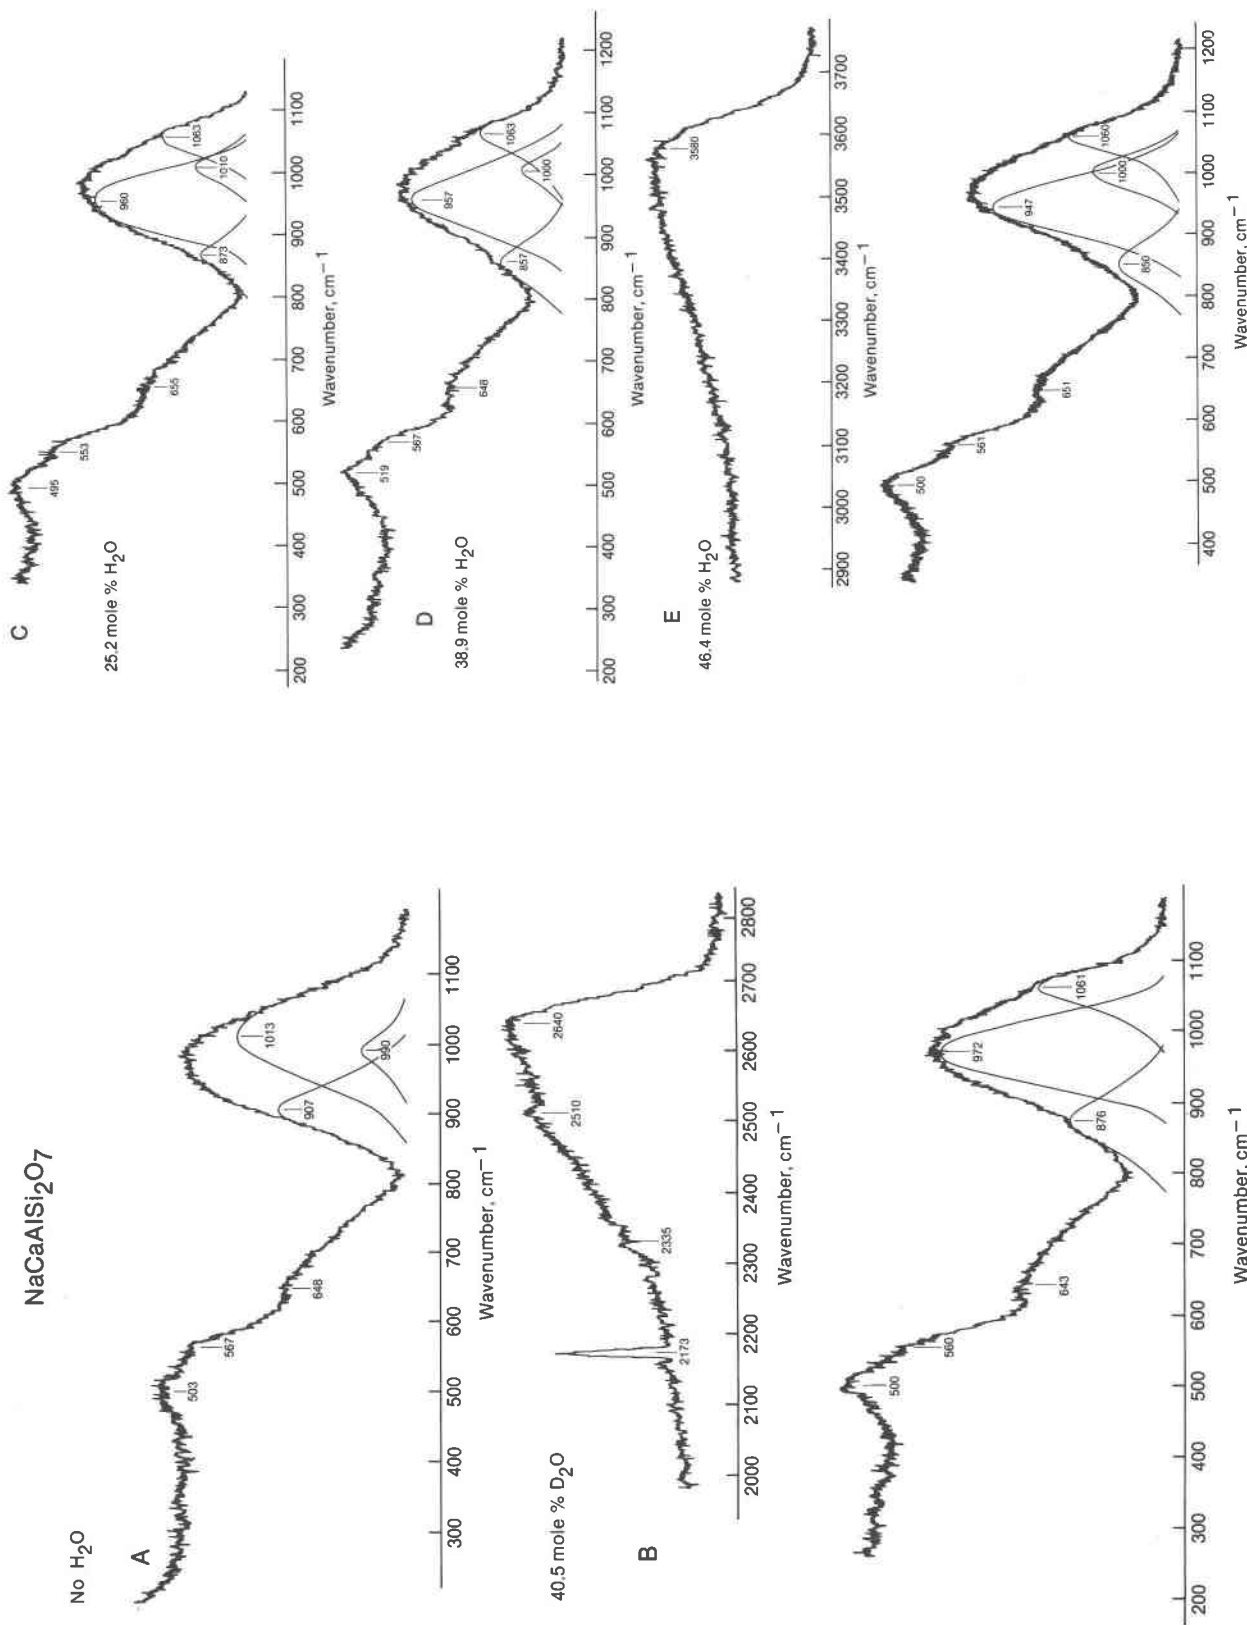 NaCaAlSi₂O₇
No H₂O
A
503
567
648
907
1013
990
300 400 500 600 700 800 900 1000 1100
Wavenumber, cm⁻¹
40.5 mole % D₂O
B
2173
2335
2510
2640
2000 2100 2200 2300 2400 2500 2600 2700 2800
Wavenumber, cm⁻¹
500
560
643
876
972
1061
200 300 400 500 600 700 800 900 1000 1100
Wavenumber, cm⁻¹
C
25.2 mole % H₂O
495
553
655
873
960
1010
1063
200 300 400 500 600 700 800 900 1000 1100
Wavenumber, cm⁻¹
D
38.9 mole % H₂O
519
567
648
857
957
1000
1063
200 300 400 500 600 700 800 900 1000 1100 1200
Wavenumber, cm⁻¹
E
46.4 mole % H₂O
3580
2900 3000 3100 3200 3300 3400 3500 3600 3700
Wavenumber, cm⁻¹
500
561
651
850
947
1000
1060
400 500 600 700 800 900 1000 1100 1200
Wavenumber, cm⁻¹